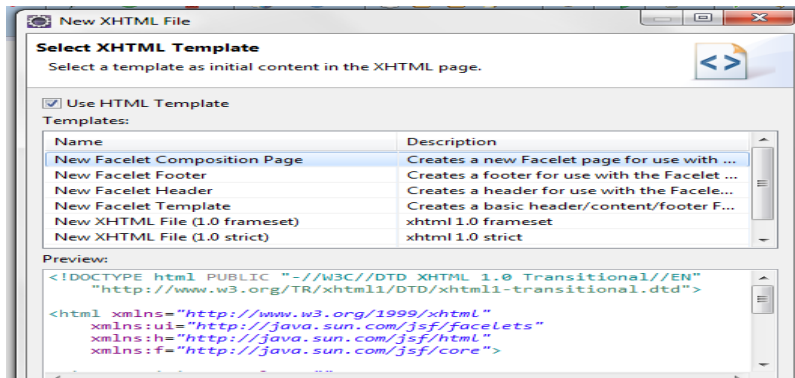 New XHTML File
Select XHTML Template
Select a template as initial content in the XHTML page.
<>
Use HTML Template
Templates:
Name Description
New Facelet Composition Page Creates a new Facelet page for use with ...
New Facelet Footer Creates a footer for use with the Facelet ...
New Facelet Header Creates a header for use with the Facele...
New Facelet Template Creates a basic header/content/footer F...
New XHTML File (1.0 frameset) xhtml 1.0 frameset
New XHTML File (1.0 strict) xhtml 1.0 strict
Preview:
<!DOCTYPE html PUBLIC "-//W3C//DTD XHTML 1.0 Transitional//EN"
"http://www.w3.org/TR/xhtml1/DTD/xhtml1-transitional.dtd">
<html xmlns="http://www.w3.org/1999/xhtml"
xmlns:ui="http://java.sun.com/jsf/facelets"
xmlns:h="http://java.sun.com/jsf/html"
xmlns:f="http://java.sun.com/jsf/core">